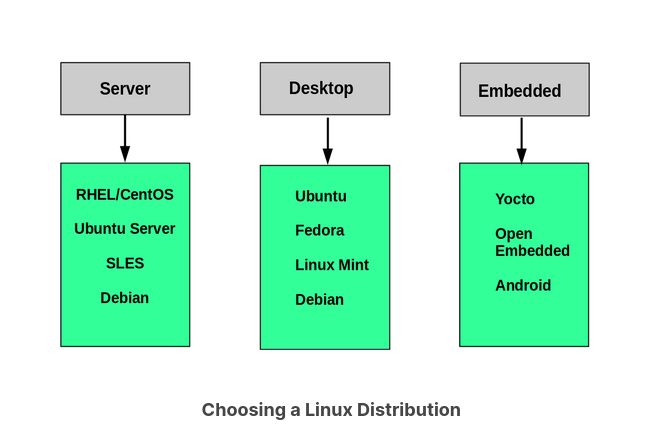 Server
RHEL/CentOS
Ubuntu Server
SLES
Debian
Desktop
Ubuntu
Fedora
Linux Mint
Debian
Embedded
Yocto
Open
Embedded
Android
Choosing a Linux Distribution